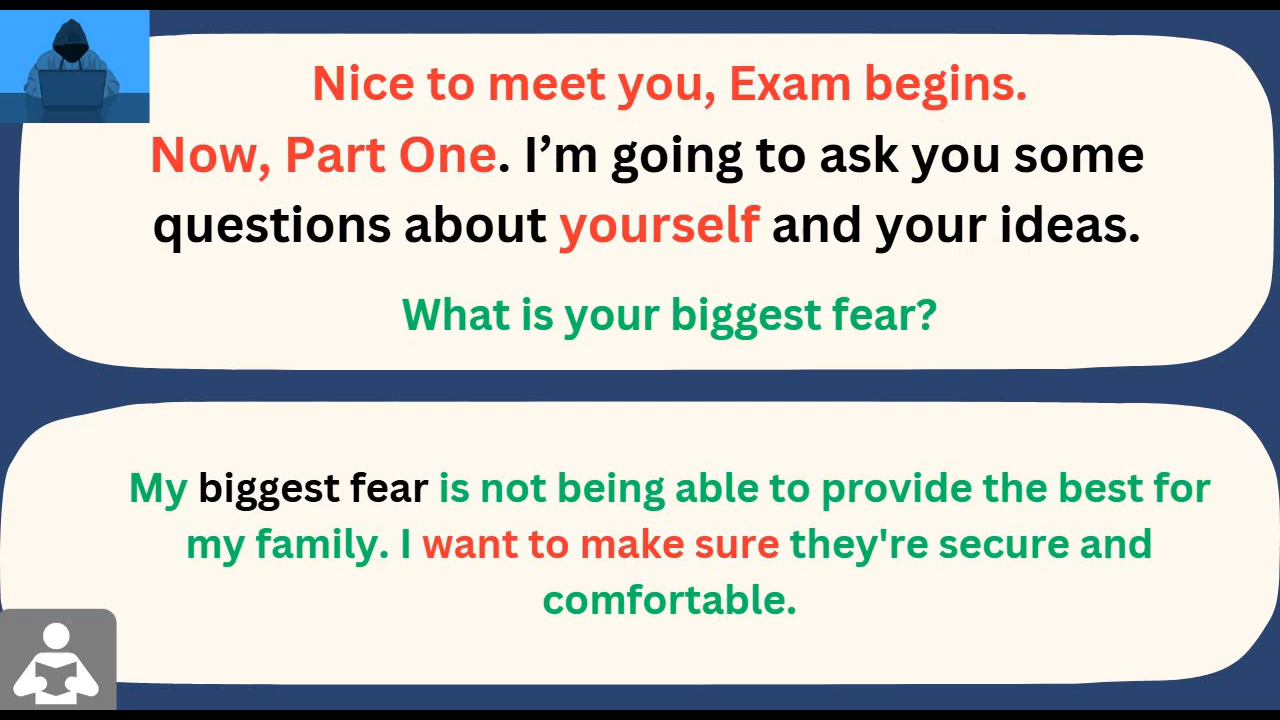 Nice to meet you, Exam begins.
Now, Part One. I’m going to ask you some
questions about yourself and your ideas.
What is your biggest fear?
My biggest fear is not being able to provide the best for
my family. I want to make sure they're secure and
comfortable.